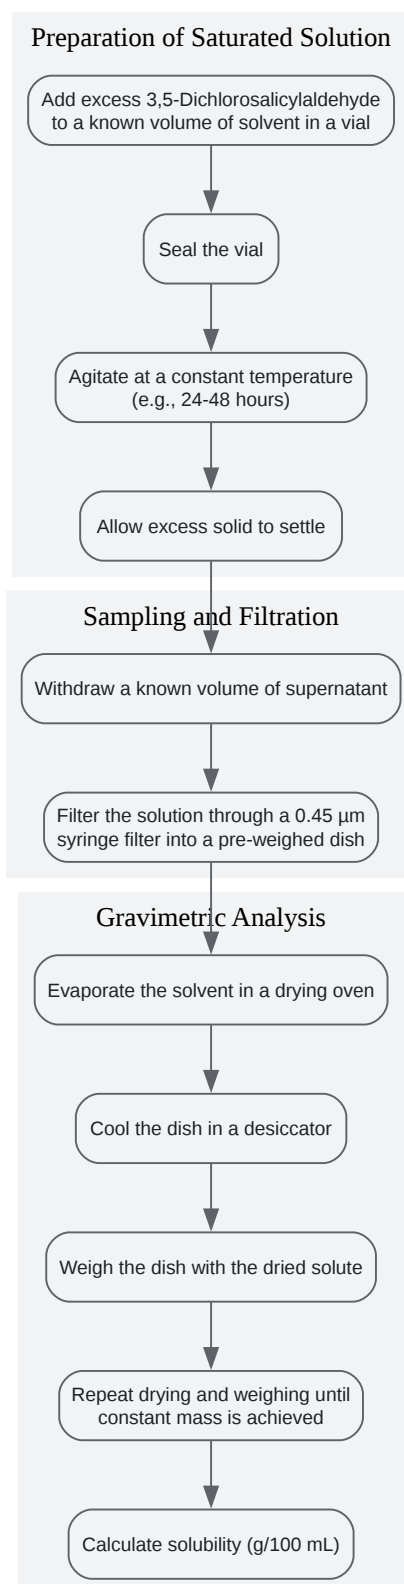 Preparation of Saturated Solution
Add excess 3,5-Dichlorosalicylaldehyde
to a known volume of solvent in a vial
Seal the vial
Agitate at a constant temperature
(e.g., 24-48 hours)
Allow excess solid to settle
Sampling and Filtration
Withdraw a known volume of supernatant
Filter the solution through a 0.45 µm
syringe filter into a pre-weighed dish
Gravimetric Analysis
Evaporate the solvent in a drying oven
Cool the dish in a desiccator
Weigh the dish with the dried solute
Repeat drying and weighing until
constant mass is achieved
Calculate solubility (g/100 mL)